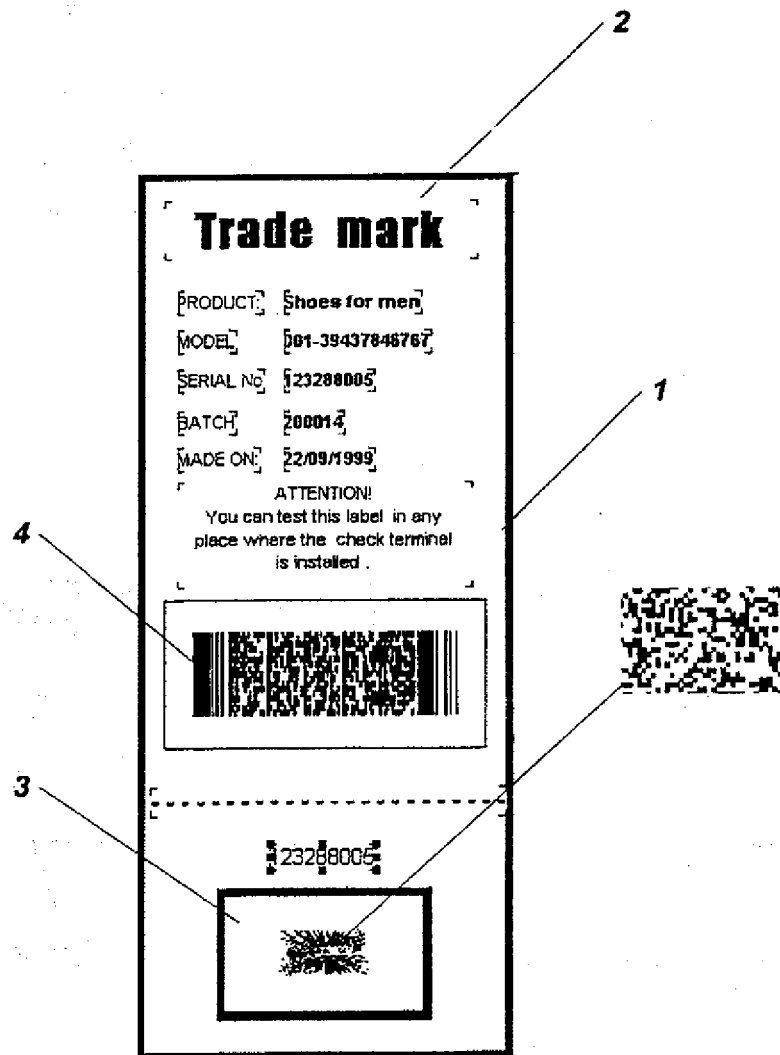 2
Trade mark
PRODUCT: Shoes for men
MODEL 001-39437846767
SERIAL No 123288005
1
BATCH 200014
MADE ON: 22/09/1999
ATTENTION!
You can test this label in any
4
place where the check terminal
is installed .
3
123288005